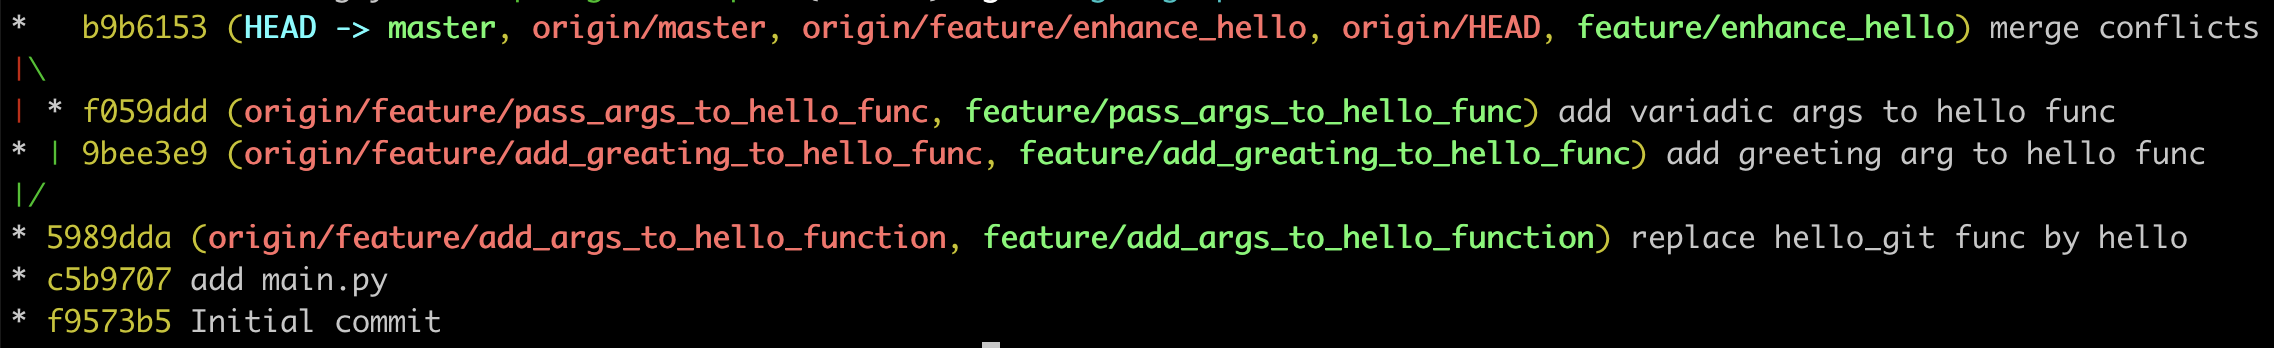 *   b9b6153 (HEAD -> master, origin/master, origin/feature/enhance_hello, origin/HEAD, feature/enhance_hello) merge conflicts
|\
| * f059ddd (origin/feature/pass_args_to_hello_func, feature/pass_args_to_hello_func) add variadic args to hello func
* | 9bee3e9 (origin/feature/add_greating_to_hello_func, feature/add_greating_to_hello_func) add greeting arg to hello func
|/
* 5989dda (origin/feature/add_args_to_hello_function, feature/add_args_to_hello_function) replace hello_git func by hello
* c5b9707 add main.py
* f9573b5 Initial commit